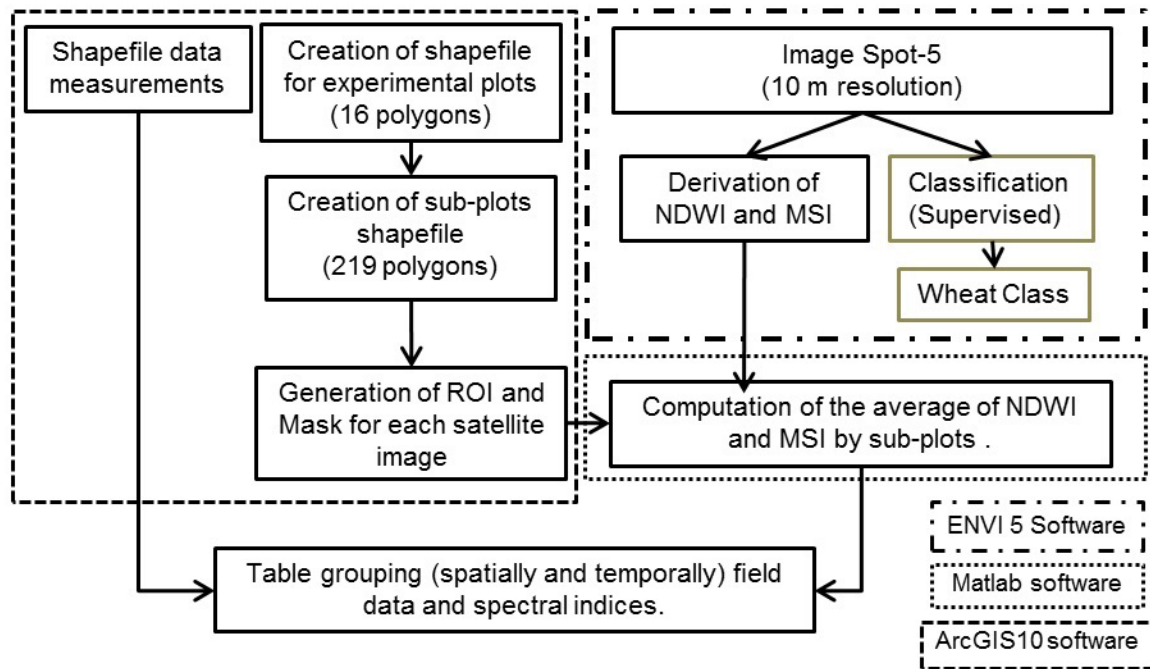 Shapefile data
measurements
Creation of shapefile
for experimental plots
(16 polygons)
Creation of sub-plots
shapefile
(219 polygons)
Generation of ROI and
Mask for each satellite
image
Image Spot-5
(10 m resolution)
Derivation of
NDWI and MSI
Classification
(Supervised)
Wheat Class
Computation of the average of NDWI
and MSI by sub-plots .
Table grouping (spatially and temporally) field
data and spectral indices.
ENVI 5 Software
Matlab software
ArcGIS10 software